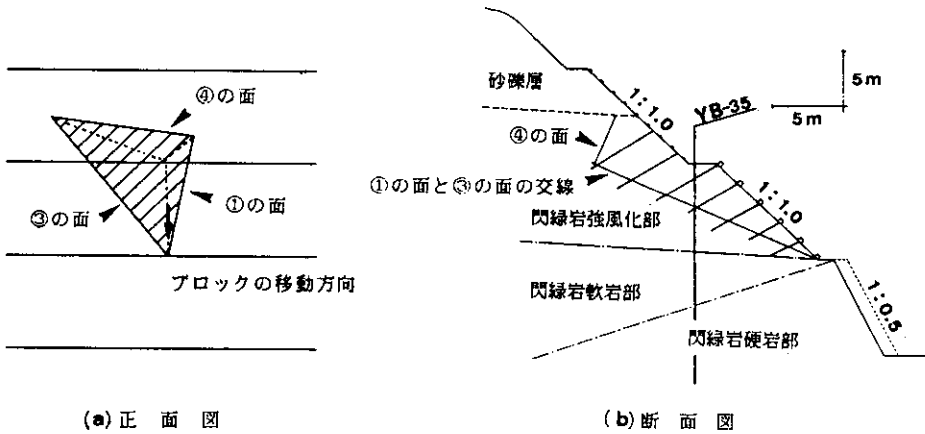 ④の面
③の面
①の面
ブロックの移動方向
(a) 正面図
砂礫層
1:1.0
YB-35
5m
5m
④の面
①の面と③の面の交線
1:1.0
閃緑岩強風化部
閃緑岩軟岩部
1:0.5
閃緑岩硬岩部
(b) 断面図